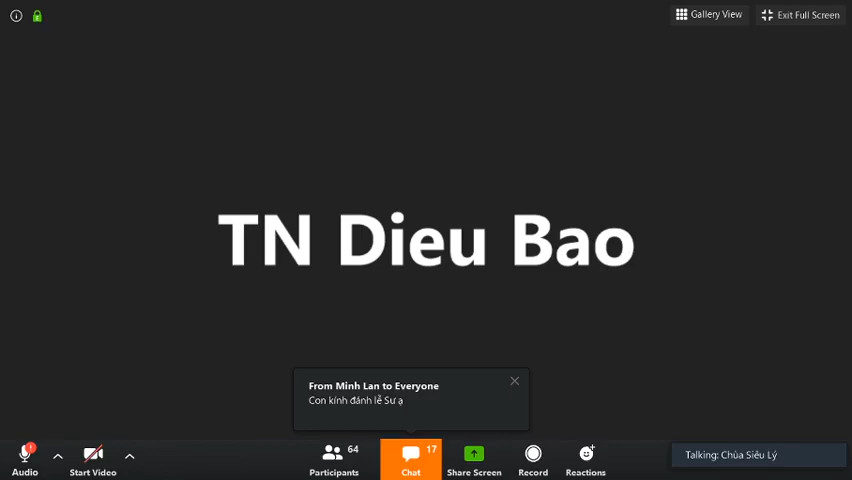 Gallery View
Exit Full Screen
TN Dieu Bao
From Minh Lan to Everyone
Con kính đảnh lễ Sư ạ
Audio
Start Video
64
Participants
17
Chat
Share Screen
Record
Reactions
Talking: Chùa Siêu Lý